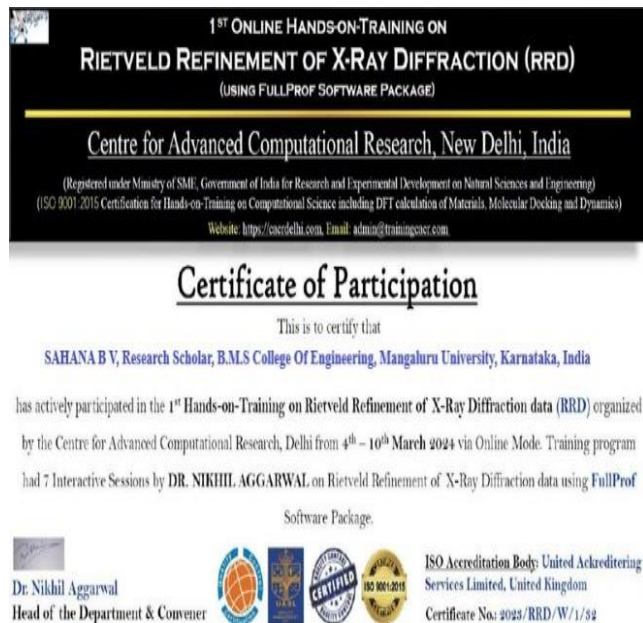 1ST ONLINE HANDS-ON-TRAINING ON
RIETVELD REFINEMENT OF X-RAY DIFFRACTION (RRD)
(USING FULLPROF SOFTWARE PACKAGE)
Centre for Advanced Computational Research, New Delhi, India
(Registered under Ministry of SME, Government of India for Research and Experimental Development on Natural Sciences and Engineering)
(ISO 9001:2015 Certification for Hands-on-Training on Computational Science including DFT calculation of Materials, Molecular Docking and Dynamics)
Website: https://cacrdelhi.com, Email: admin@trainingcacr.com
Certificate of Participation
This is to certify that
SAHANA B V, Research Scholar, B.M.S College Of Engineering, Mangaluru University, Karnataka, India
has actively participated in the 1st Hands-on-Training on Rietveld Refinement of X-Ray Diffraction data (RRD) organized
by the Centre for Advanced Computational Research, Delhi from 4th – 10th March 2024 via Online Mode. Training program
had 7 Interactive Sessions by DR. NIKHIL AGGARWAL on Rietveld Refinement of X-Ray Diffraction data using FullProf
Software Package.
Dr. Nikhil Aggarwal
Head of the Department & Convener
CERTIFIED
ISO 9001:2015
ISO Accreditation Body: United Ackreditering
Services Limited, United Kingdom
Certificate No.: 2023/RRD/W/1/32